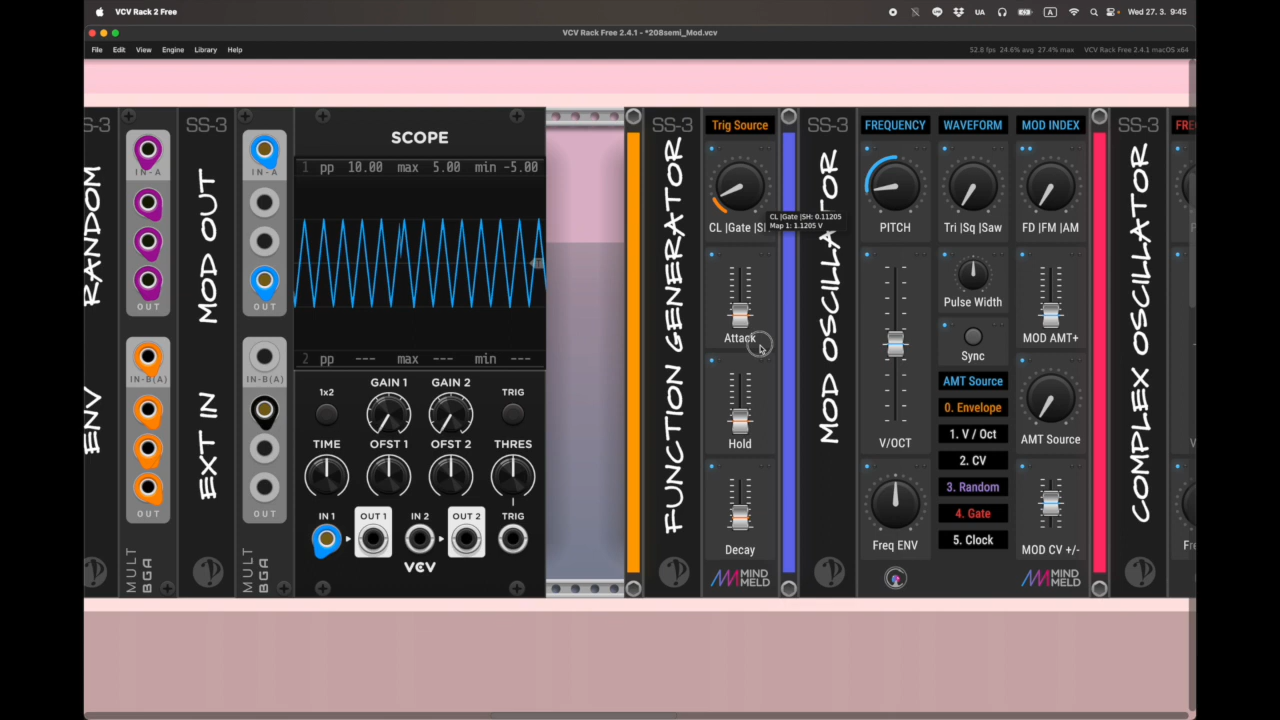 VCV Rack 2 Free
UA
A
Wed 27. 3. 9:45
VCV Rack Free 2.4.1 - *208semi_Mod.vcv
File Edit View Engine Library Help
52.8 fps 24.6% avg 27.4% max VCV Rack Free 2.4.1 macOS x64
SS-3
RANDOM
ENV
IN-A
OUT
IN-B(A)
OUT
MULT
BGA
SS-3
MOD OUT
EXT IN
IN-A
OUT
IN-B(A)
OUT
MULT
BGA
SCOPE
1 pp 10.00 max 5.00 min -5.00
2 pp --- max --- min ---
1x2 GAIN 1 GAIN 2 TRIG
TIME OFST 1 OFST 2 THRES
IN 1 OUT 1 IN 2 OUT 2 TRIG
VCV
SS-3
FUNCTION GENERATOR
Trig Source
CL |Gate |S
CL |Gate |SH: 0.11205
Map 1: 1.1205 V
Attack
Hold
Decay
MIND
MELD
SS-3
MOD OSCILLATOR
FREQUENCY WAVEFORM MOD INDEX
PITCH Tri |Sq |Saw FD |FM |AM
Pulse Width
Sync
MOD AMT+
AMT Source
0. Envelope
1. V / Oct
2. CV
3. Random
4. Gate
5. Clock
V/OCT
AMT Source
Freq ENV
MOD CV +/-
MIND
MELD
SS-3
COMPLEX OSCILLATOR
FRE
V
Fre